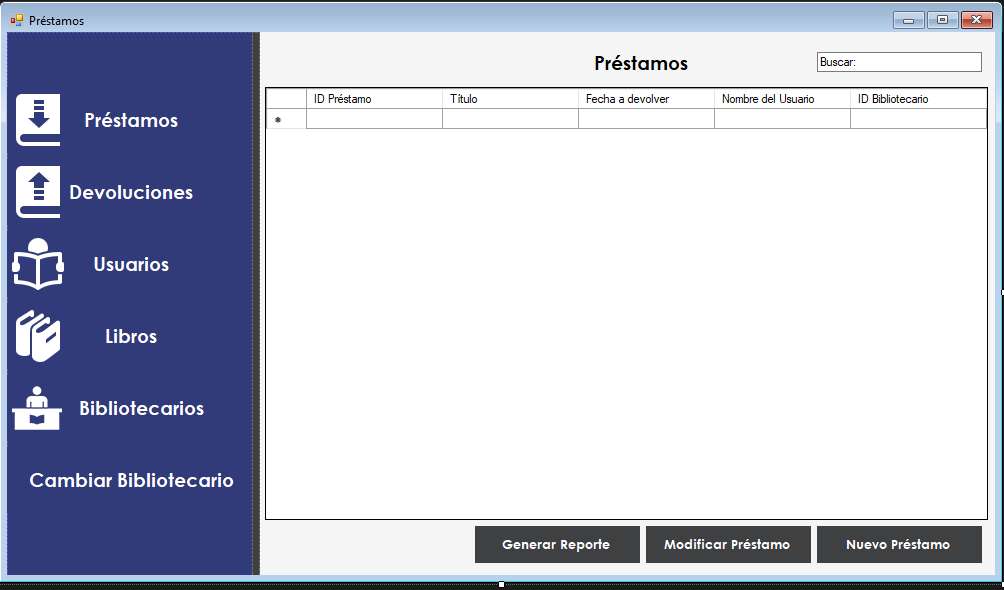 Préstamos
Préstamos
Devoluciones
Usuarios
Libros
Bibliotecarios
Cambiar Bibliotecario
Préstamos
Buscar:
ID Préstamo Título Fecha a devolver Nombre del Usuario ID Bibliotecario
Generar Reporte Modificar Préstamo Nuevo Préstamo